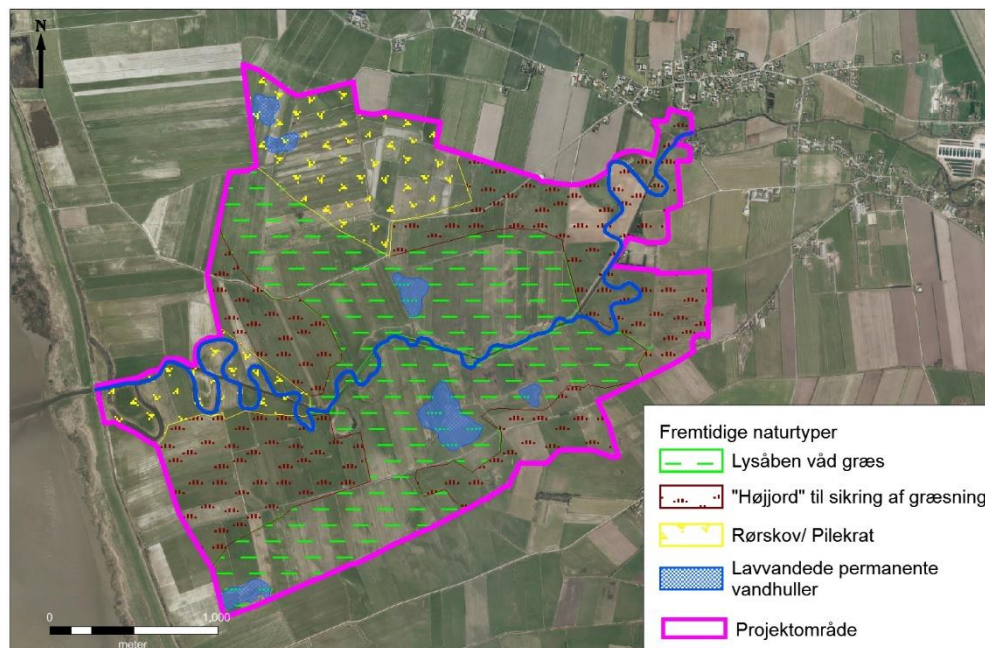 N
Fremtidige naturtyper
Lysåben våd græs
"Højjord" til sikring af græsning
Rørskov/ Pilekrat
Lavvandede permanente
vandhuller
Projektområde
0 1,000
meter